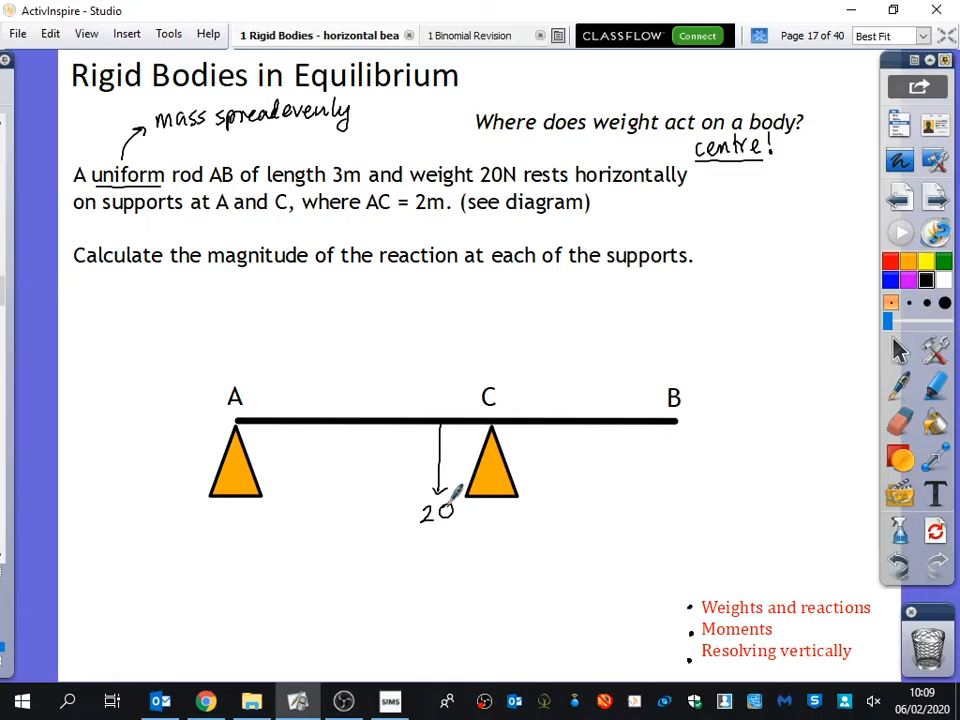 ActivInspire - Studio
File Edit View Insert Tools Help
1 Rigid Bodies - horizontal bea
1 Binomial Revision
CLASSFLOW Connect
Page 17 of 40
Best Fit
Rigid Bodies in Equilibrium
mass spread evenly
Where does weight act on a body?
centre!
A uniform rod AB of length 3m and weight 20N rests horizontally
on supports at A and C, where AC = 2m. (see diagram)
Calculate the magnitude of the reaction at each of the supports.
A C B
20
• Weights and reactions
• Moments
• Resolving vertically
SIMS
10:09
06/02/2020